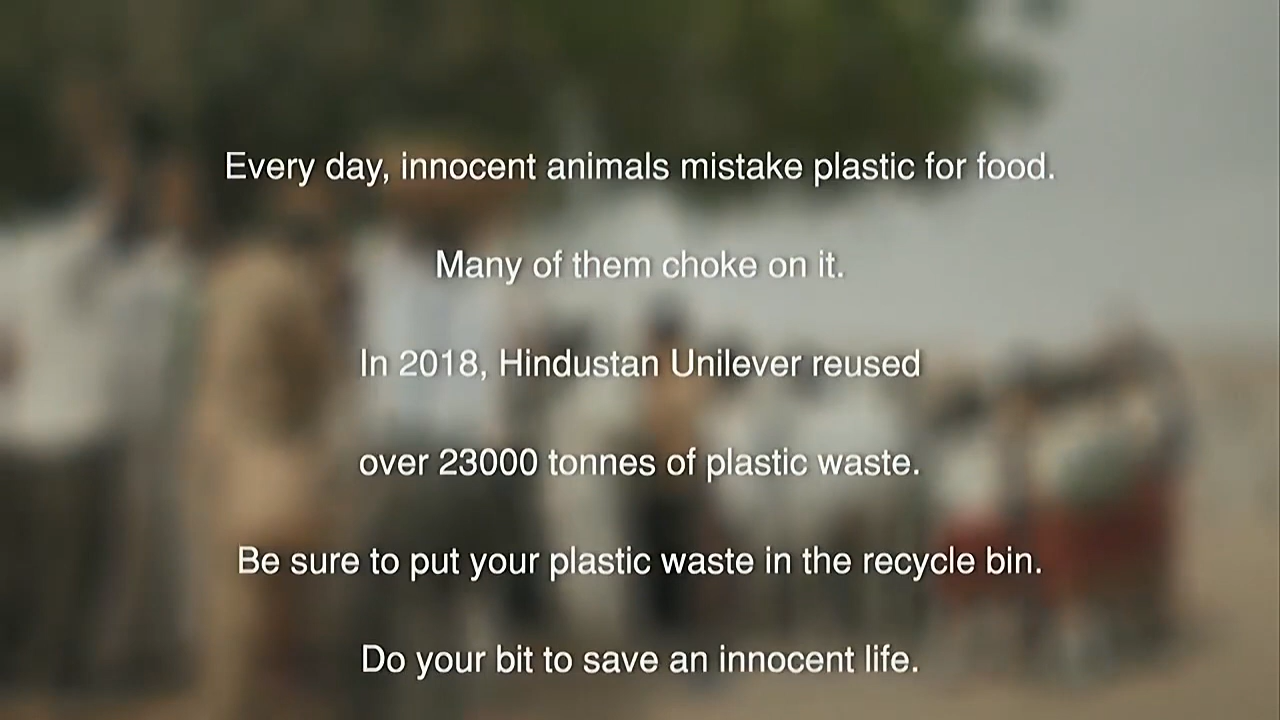 Every day, innocent animals mistake plastic for food.
Many of them choke on it.
In 2018, Hindustan Unilever reused
over 23000 tonnes of plastic waste.
Be sure to put your plastic waste in the recycle bin.
Do your bit to save an innocent life.